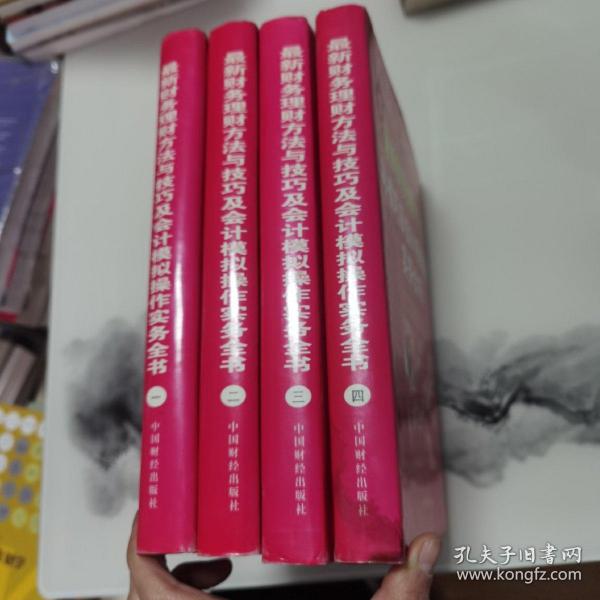 最新财务理财方法与技巧及会计模拟操作实务全书
一
中国财经出版社
最新财务理财方法与技巧及会计模拟操作实务全书
二
中国财经出版社
最新财务理财方法与技巧及会计模拟操作实务全书
三
中国财经出版社
最新财务理财方法与技巧及会计模拟操作实务全书
四
中国财经出版社
孔夫子旧书网
www.kongfz.com